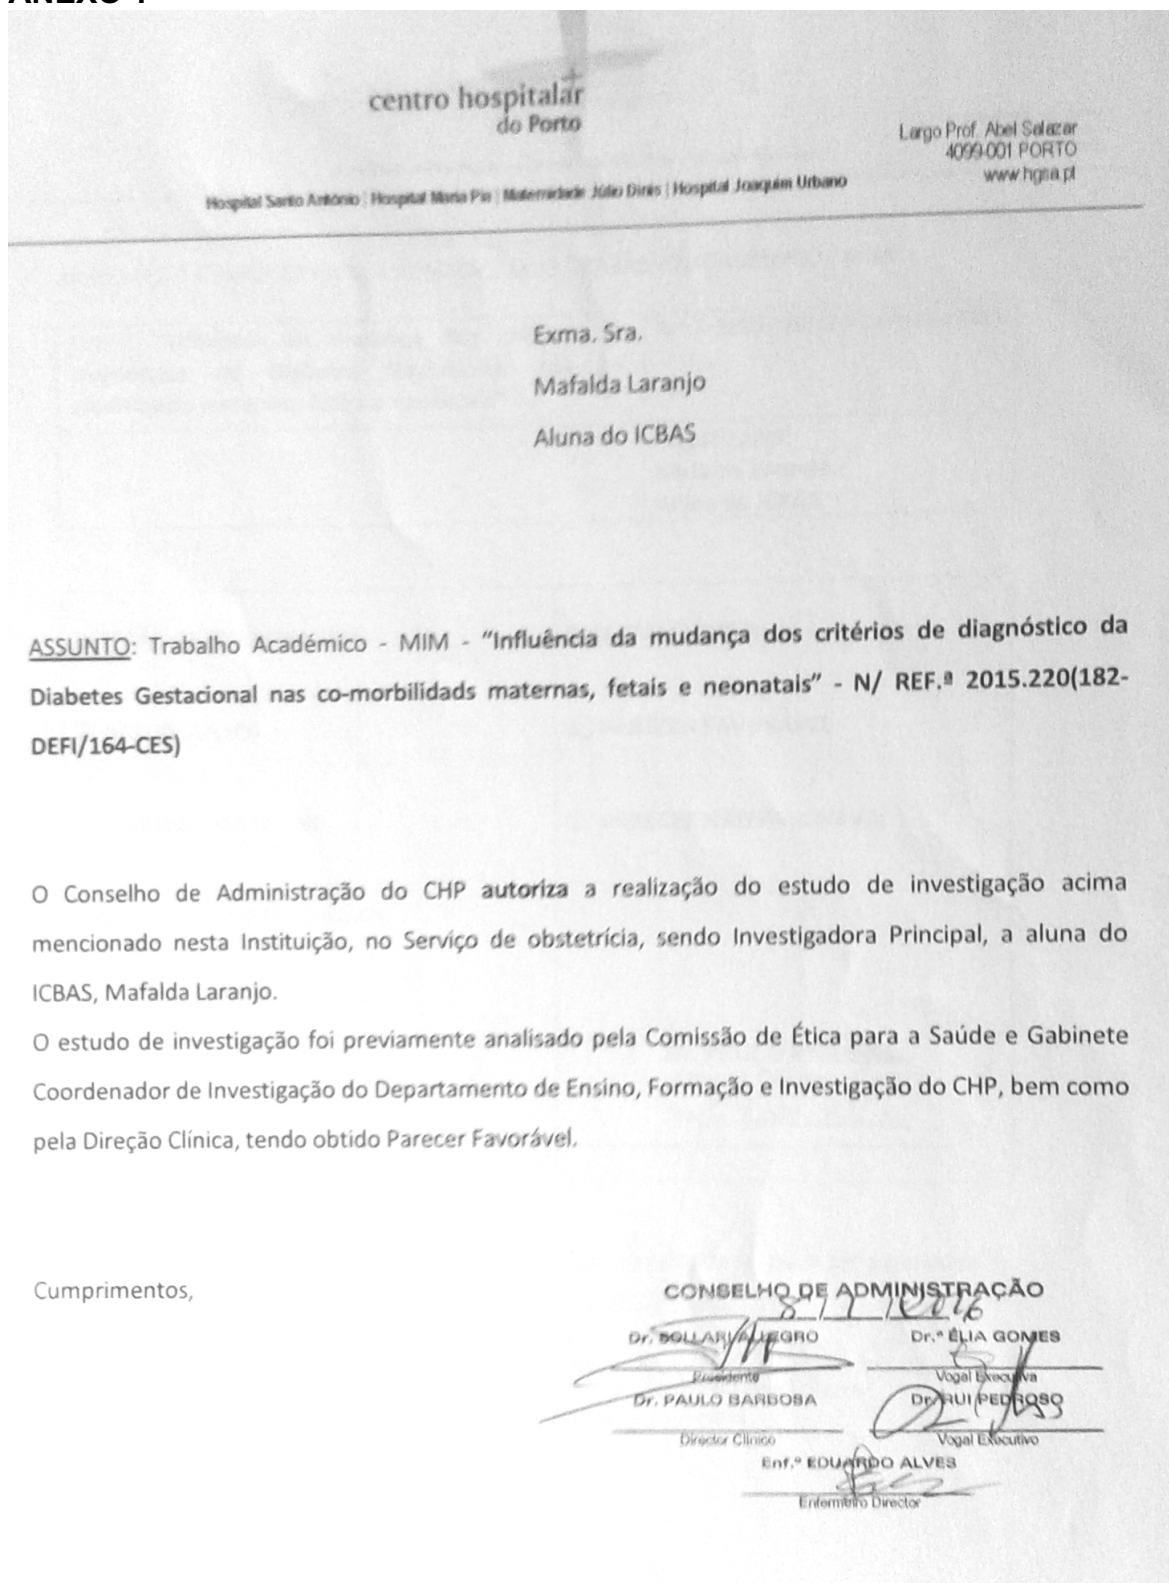 centro hospitalar
do Porto
Largo Prof. Abel Salazar
4099-001 PORTO
www.hgsa.pt
Hospital Santo António | Hospital Maria Pia | Maternidade Júlio Dinis | Hospital Joaquim Urbano
Exma. Sra.
Mafalda Laranjo
Aluna do ICBAS
ASSUNTO: Trabalho Académico - MIM - "Influência da mudança dos critérios de diagnóstico da
Diabetes Gestacional nas co-morbilidads maternas, fetais e neonatais" - N/ REF.ª 2015.220(182-
DEFI/164-CES)
O Conselho de Administração do CHP autoriza a realização do estudo de investigação acima
mencionado nesta Instituição, no Serviço de obstetrícia, sendo Investigadora Principal, a aluna do
ICBAS, Mafalda Laranjo.
O estudo de investigação foi previamente analisado pela Comissão de Ética para a Saúde e Gabinete
Coordenador de Investigação do Departamento de Ensino, Formação e Investigação do CHP, bem como
pela Direção Clínica, tendo obtido Parecer Favorável.
Cumprimentos,
CONSELHO DE ADMINISTRAÇÃO
Dr. SOLLARI ALLEGRO Dr.ª ÉLIA GOMES
Presidente Vogal Executiva
Dr. PAULO BARBOSA Dr. RUI PEDROSO
Director Clínico Vogal Executivo
Enf.º EDUARDO ALVES
Enfermeiro Director